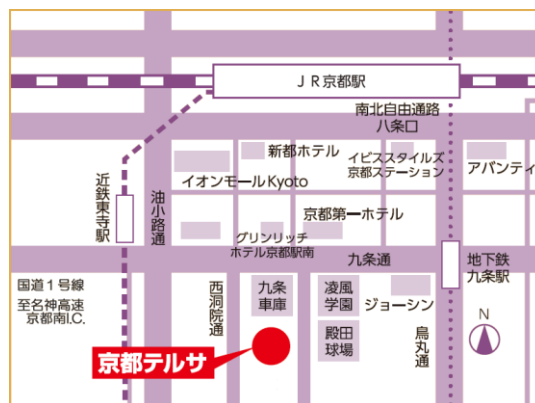 JR京都駅
南北自由通路
八条口
新都ホテル
イビススタイルズ
京都ステーション
アバンティ
イオンモールKyoto
近鉄東寺駅
油小路通
京都第一ホテル
グリンリッチ
ホテル京都駅南
九条通
地下鉄
九条駅
国道1号線
至名神高速
京都南I.C.
西洞院通
九条
車庫
凌風
学園
ジョーシン
殿田
球場
烏丸通
N
京都テルサ